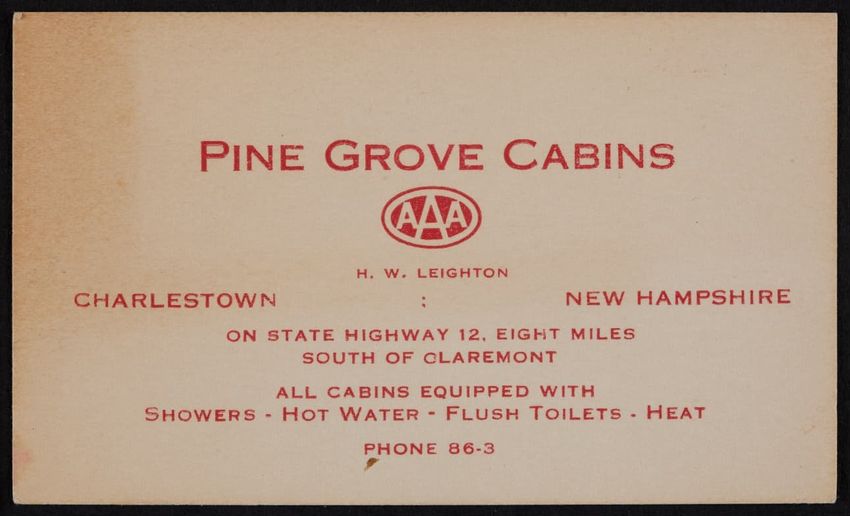 PINE GROVE CABINS
AAA
H. W. LEIGHTON
CHARLESTOWN : NEW HAMPSHIRE
ON STATE HIGHWAY 12, EIGHT MILES
SOUTH OF CLAREMONT
ALL CABINS EQUIPPED WITH
SHOWERS - HOT WATER - FLUSH TOILETS - HEAT
PHONE 86-3